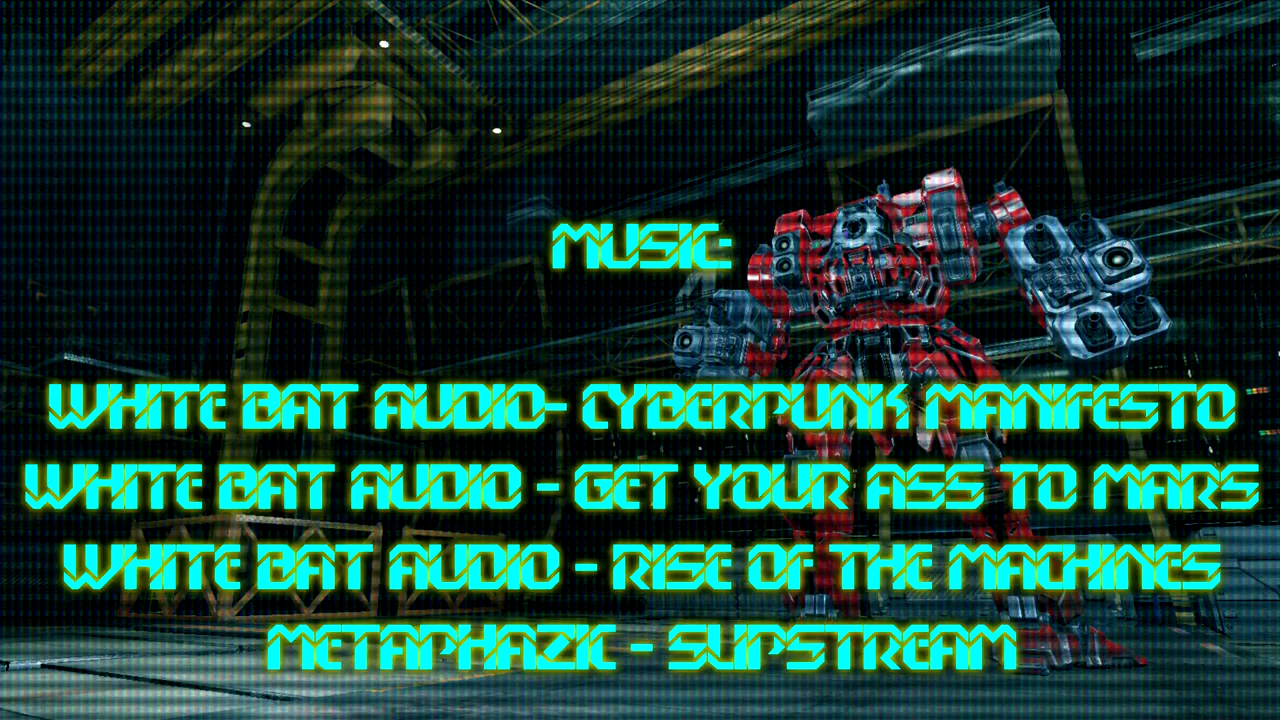 MUSIC:
WHITE BAT AUDIO- CYBERPUNK MANIFESTO
WHITE BAT AUDIO - GET YOUR ASS TO MARS
WHITE BAT AUDIO - RISE OF THE MACHINES
METAPHAZIC - SLIPSTREAM